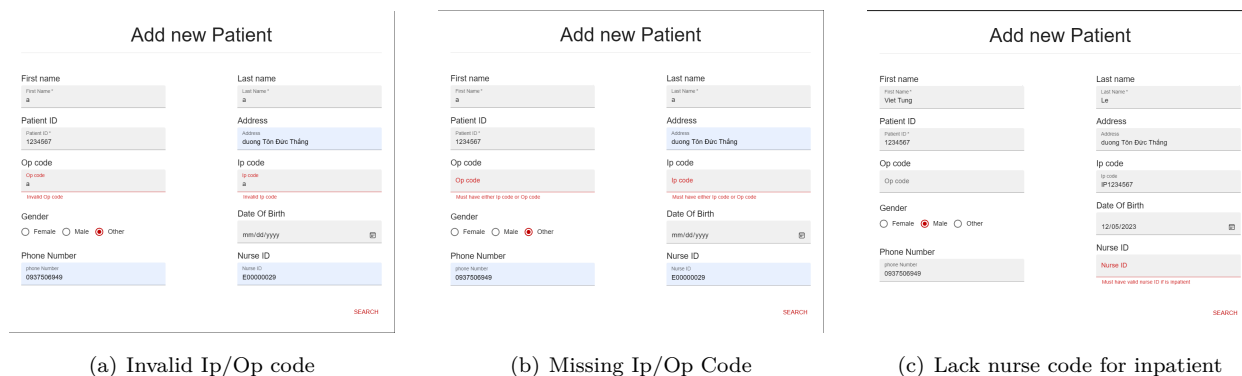 Add new Patient
First name
Last name
First Name *
a
Last Name *
a
Patient ID
Address
Patient ID *
1234567
Address
duong Tôn Đức Thắng
Op code
Ip code
Op code
a
Ip code
a
Invalid Op code
Invalid Ip code
Gender
Date Of Birth
Female Male Other
mm/dd/yyyy
Phone Number
Nurse ID
phone Number
0937506949
Nurse ID
E00000029
SEARCH
(a) Invalid Ip/Op code
Add new Patient
First name
Last name
First Name *
a
Last Name *
a
Patient ID
Address
Patient ID *
1234567
Address
duong Tôn Đức Thắng
Op code
Ip code
Op code
Ip code
Must have either Ip code or Op code
Must have either Ip code or Op code
Gender
Date Of Birth
Female Male Other
mm/dd/yyyy
Phone Number
Nurse ID
phone Number
0937506949
Nurse ID
E00000029
SEARCH
(b) Missing Ip/Op Code
Add new Patient
First name
Last name
First Name *
Viet Tung
Last Name *
Le
Patient ID
Address
Patient ID *
1234567
Address
duong Tôn Đức Thắng
Op code
Ip code
Op code
Ip code
IP1234567
Gender
Date Of Birth
Female Male Other
12/05/2023
Phone Number
Nurse ID
phone Number
0937506949
Nurse ID
Must have valid nurse ID if is inpatient
SEARCH
(c) Lack nurse code for inpatient